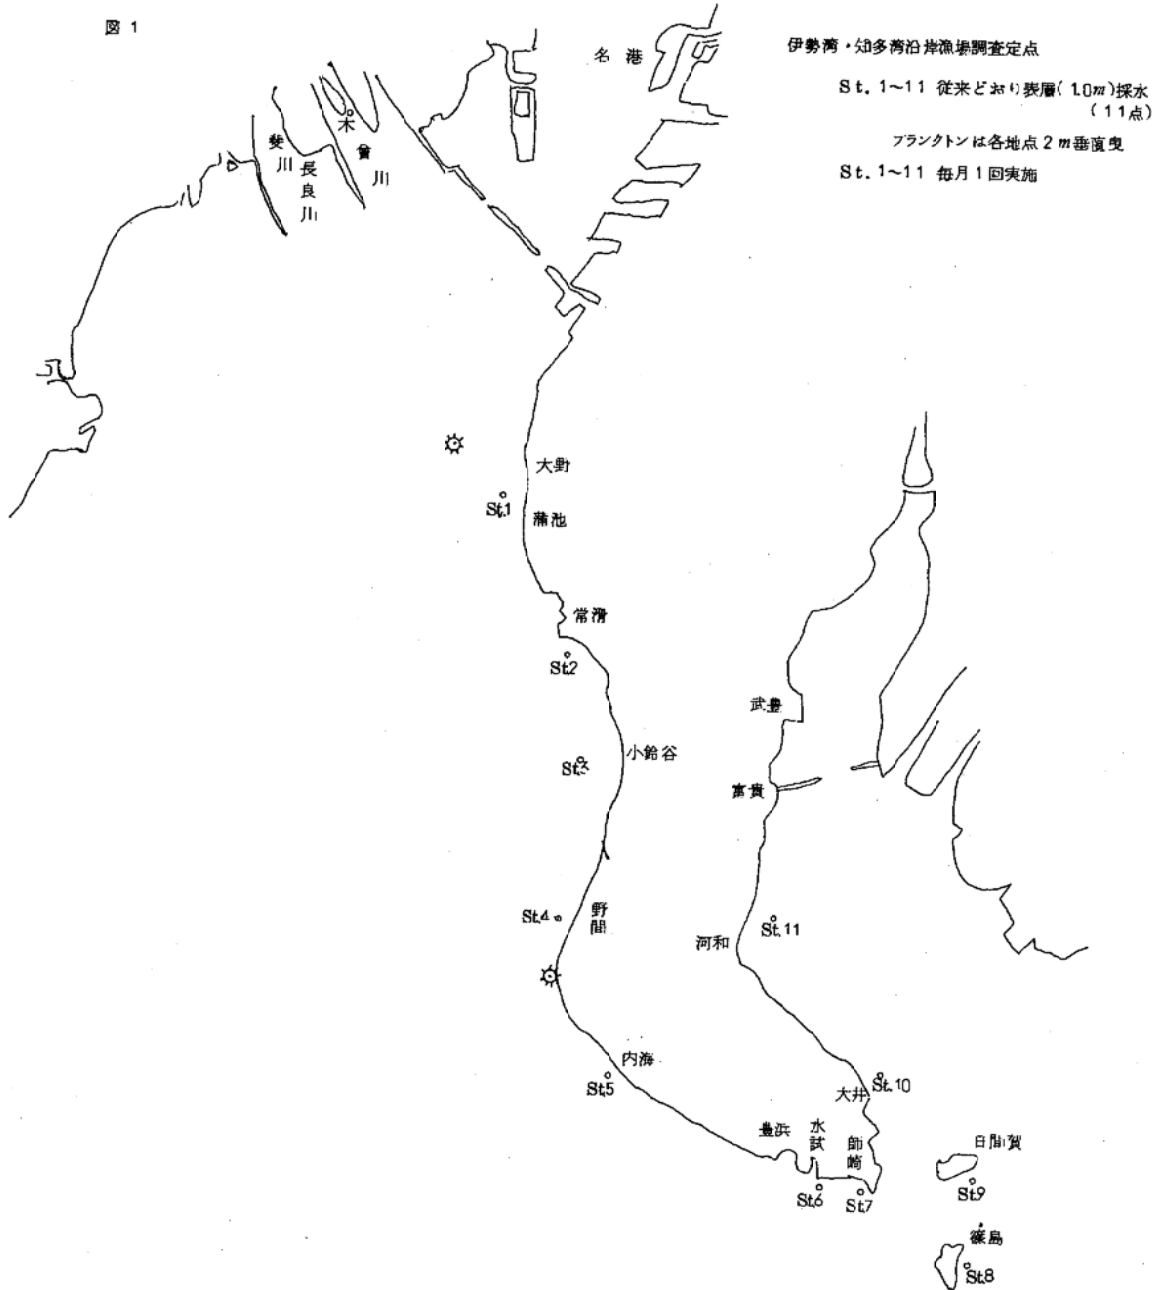 図 1
伊勢湾・知多湾沿岸漁場調査定点
St. 1~11 従来どおり表層(1.0m)採水
(11点)
プランクトンは各地点2m垂直曳
St. 1~11 毎月1回実施
名 港
木曾川
長良川
斐川
大野
St.1
蒲池
常滑
St.2
武豊
小鈴谷
St.3
富貴
St.4
野間
河和
St.11
内海
St.5
St.10
大井
豊浜
水試
師崎
日間賀
St.6
St.7
St.9
篠島
St.8